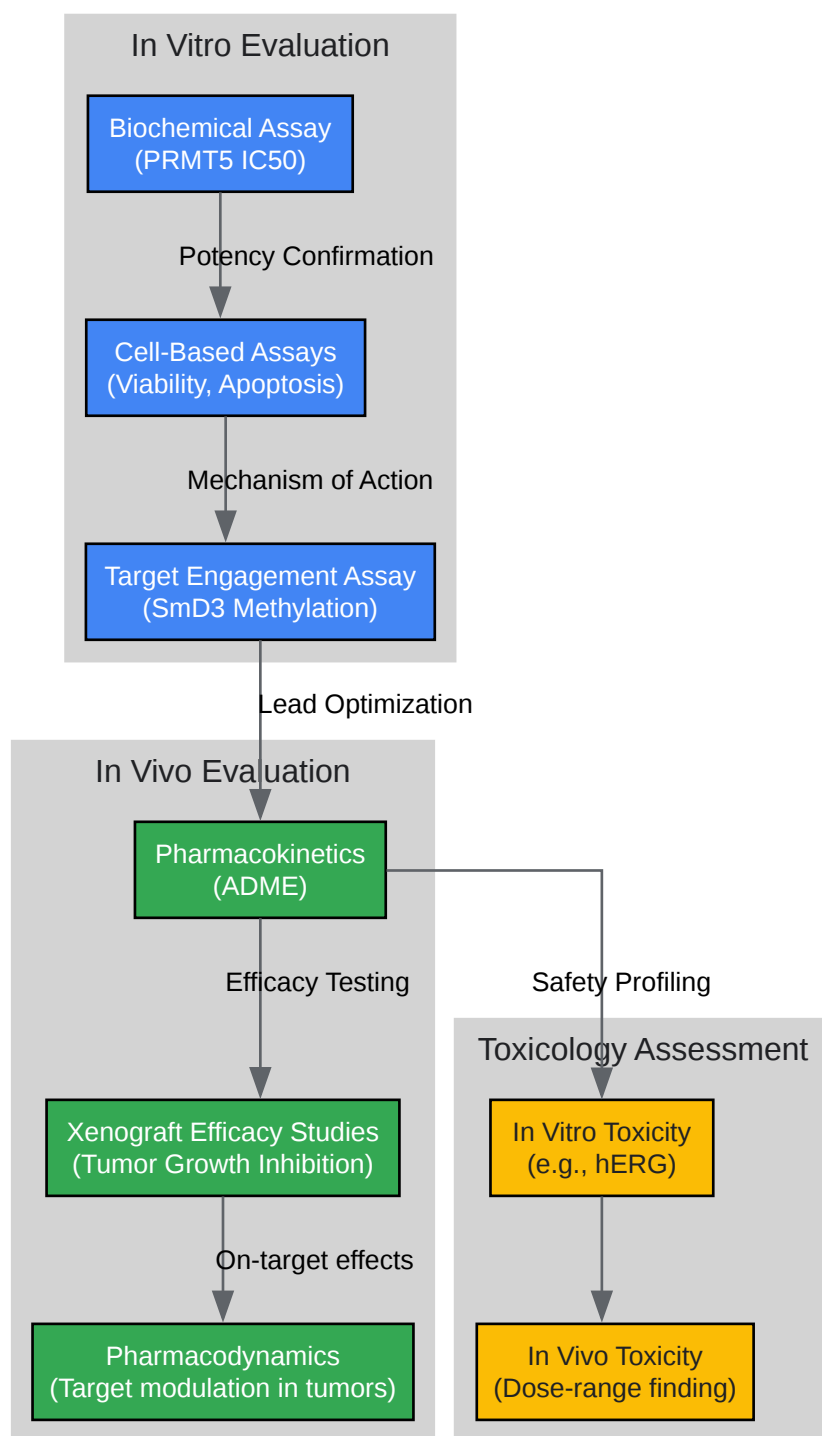 In Vitro Evaluation
Biochemical Assay
(PRMT5 IC50)
Potency Confirmation
Cell-Based Assays
(Viability, Apoptosis)
Mechanism of Action
Target Engagement Assay
(SmD3 Methylation)
Lead Optimization
In Vivo Evaluation
Pharmacokinetics
(ADME)
Efficacy Testing
Safety Profiling
Toxicology Assessment
Xenograft Efficacy Studies
(Tumor Growth Inhibition)
In Vitro Toxicity
(e.g., hERG)
On-target effects
Pharmacodynamics
(Target modulation in tumors)
In Vivo Toxicity
(Dose-range finding)